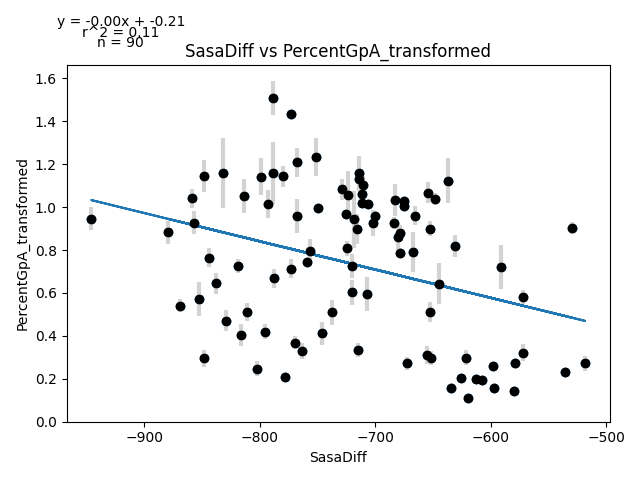 y = -0.00x + -0.21
r^2 = 0.11
n = 90
SasaDiff vs PercentGpA_transformed
PercentGpA_transformed
1.6
1.4
1.2
1.0
0.8
0.6
0.4
0.2
0.0
−900 −800 −700 −600 −500
SasaDiff